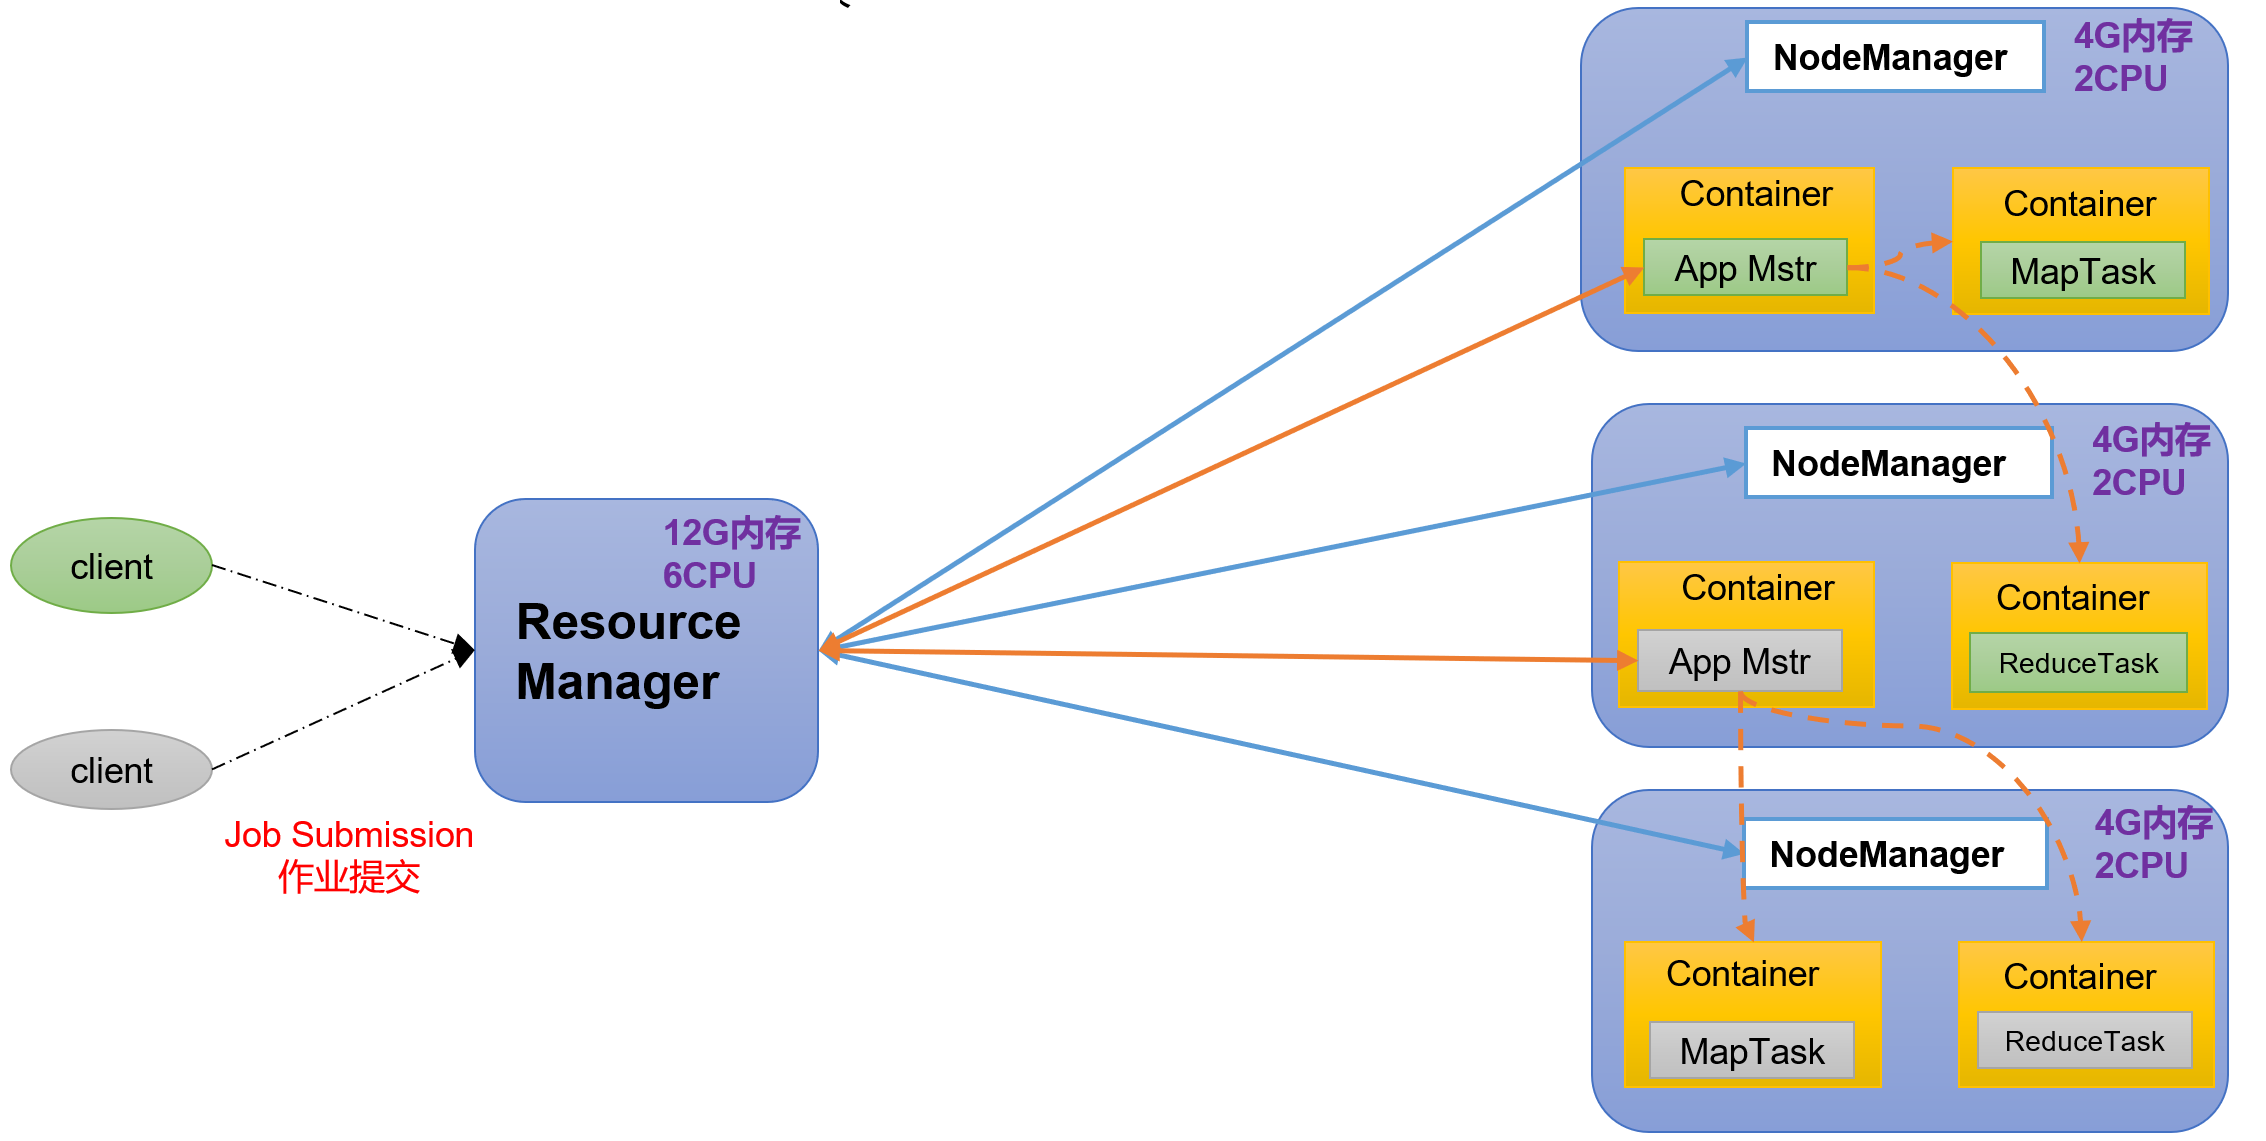 client
client
Job Submission
作业提交
12G内存
6CPU
Resource
Manager
NodeManager
4G内存
2CPU
Container
App Mstr
Container
MapTask
NodeManager
4G内存
2CPU
Container
App Mstr
Container
ReduceTask
NodeManager
4G内存
2CPU
Container
MapTask
Container
ReduceTask